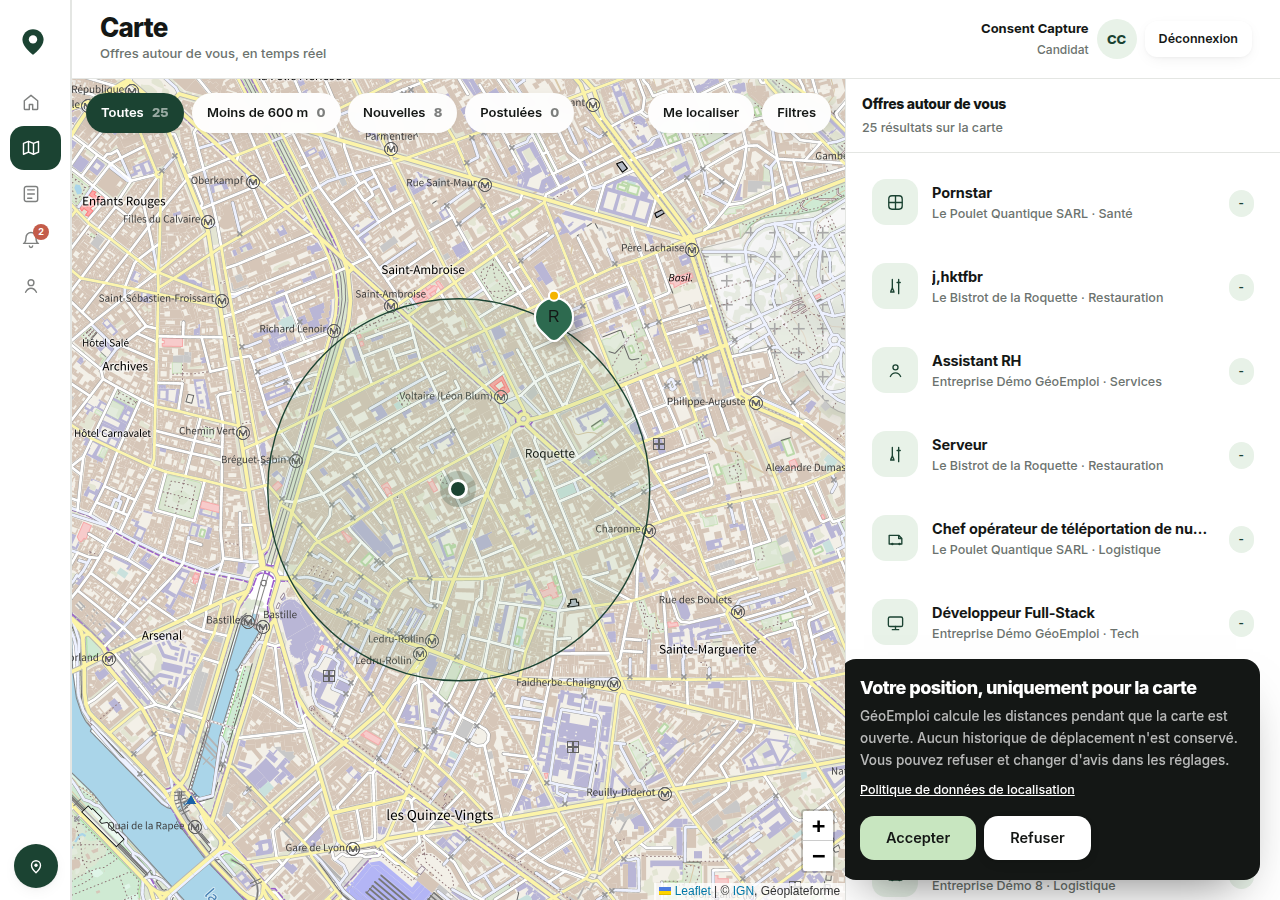 Carte
Offres autour de vous, en temps réel
Consent Capture
Candidat
CC
Déconnexion
2
Toutes 25
Moins de 600 m 0
Nouvelles 8
Postulées 0
Me localiser
Filtres
République
Parmentier
Oberkampf
Rue Saint-Maur
Enfants Rouges
Filles du Calvaire
Père Lachaise
Saint-Ambroise
Basil.
Saint-Sébastien-Froissart
Saint-Ambroise
R
Richard Lenoir
Hôtel Salé
Archives
Voltaire (Léon Blum)
Philippe-Auguste
Hôtel Carnavalet
Chemin Vert
Bréguet-Sabin
Roquette
Alexandre Dumas
Charonne
Rue des Boulets
Bastille
Bastille
Arsenal
Ledru-Rollin
Ledru-Rollin
Sainte-Marguerite
Faidherbe-Chaligny
Reuilly-Diderot
les Quinze-Vingts
Quai de la Rapée
Gare de Lyon
+
−
Leaflet | © IGN, Géoplateforme
Offres autour de vous
25 résultats sur la carte
Pornstar
Le Poulet Quantique SARL · Santé
-
j,hktfbr
Le Bistrot de la Roquette · Restauration
-
Assistant RH
Entreprise Démo GéoEmploi · Services
-
Serveur
Le Bistrot de la Roquette · Restauration
-
Chef opérateur de téléportation de nu...
Le Poulet Quantique SARL · Logistique
-
Développeur Full-Stack
Entreprise Démo GéoEmploi · Tech
-
Votre position, uniquement pour la carte
GéoEmploi calcule les distances pendant que la carte est
ouverte. Aucun historique de déplacement n'est conservé.
Vous pouvez refuser et changer d'avis dans les réglages.
Politique de données de localisation
Accepter
Refuser
Entreprise Démo 8 · Logistique